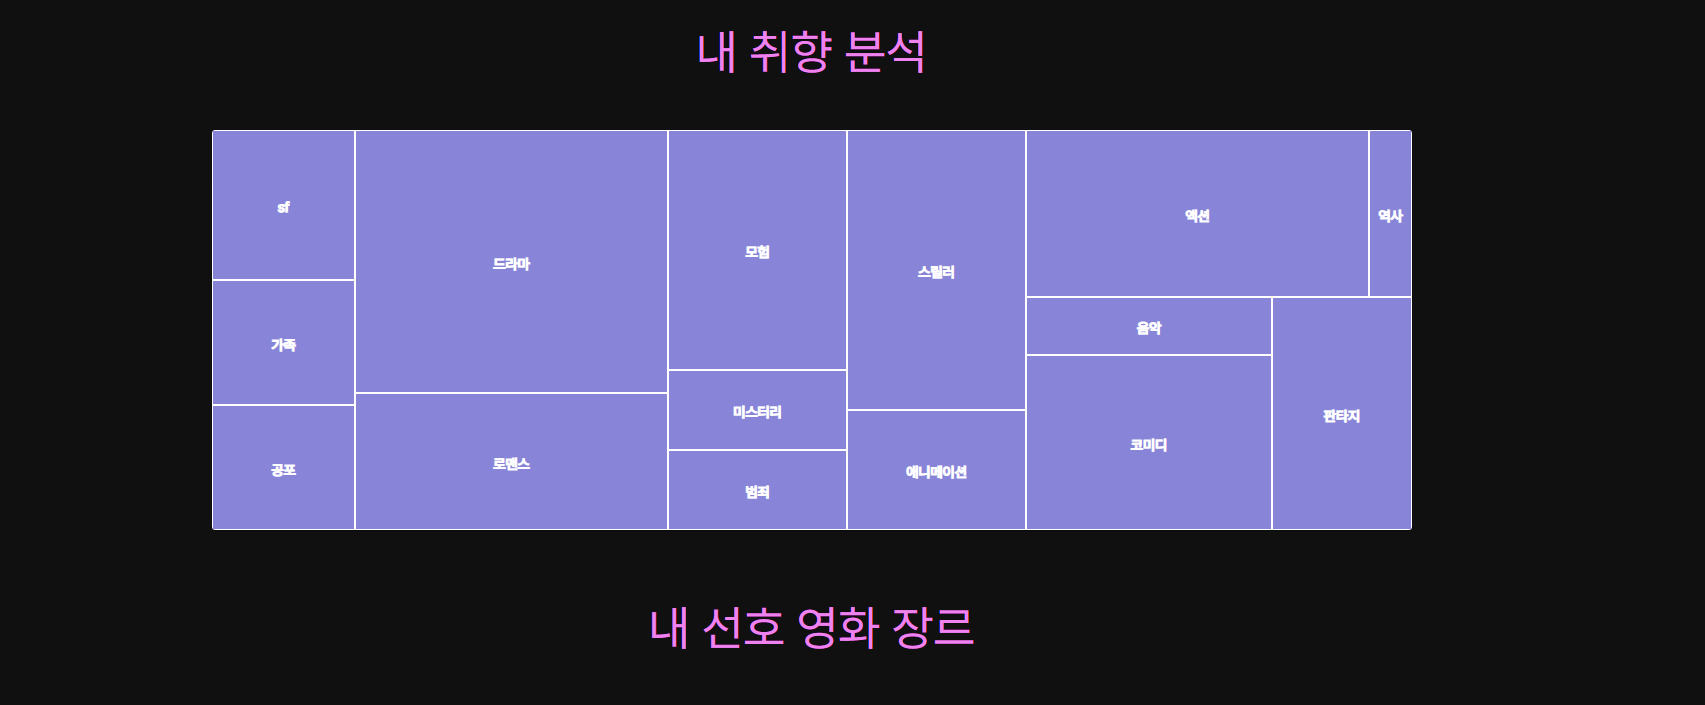 내 취향 분석
sf
가족
공포
드라마
로맨스
모험
미스터리
범죄
스릴러
애니메이션
액션
역사
음악
코미디
판타지
내 선호 영화 장르